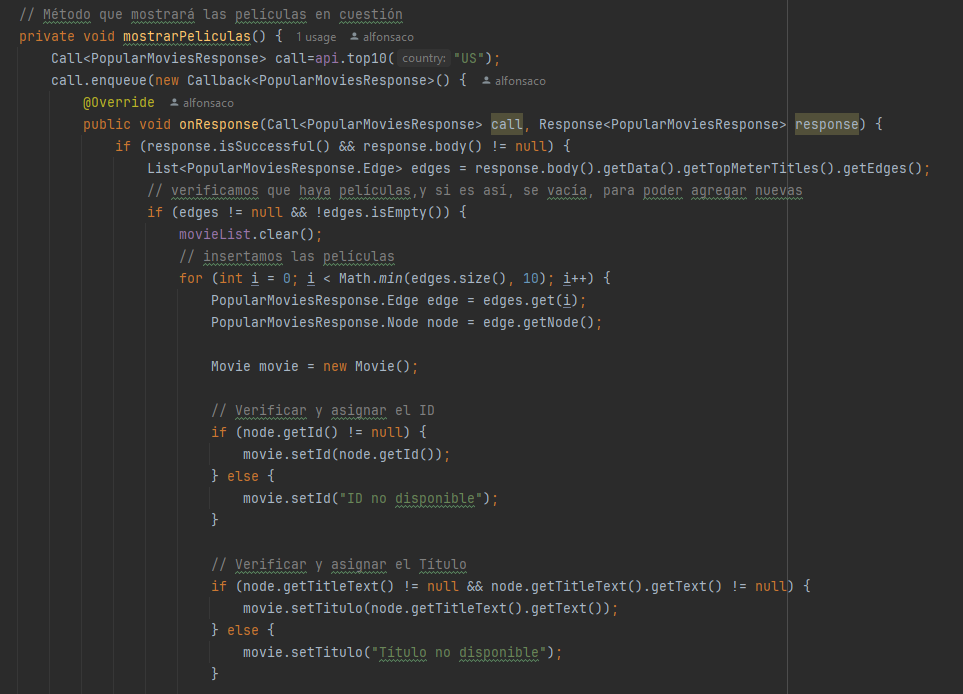 // Método que mostrará las películas en cuestión
private void mostrarPeliculas() { 1 usage alfonsaco
Call<PopularMoviesResponse> call=api.top10( country: "US");
call.enqueue(new Callback<PopularMoviesResponse>() { alfonsaco
@Override alfonsaco
public void onResponse(Call<PopularMoviesResponse> call, Response<PopularMoviesResponse> response) {
if (response.isSuccessful() && response.body() != null) {
List<PopularMoviesResponse.Edge> edges = response.body().getData().getTopMeterTitles().getEdges();
// verificamos que haya películas,y si es así, se vacía, para poder agregar nuevas
if (edges != null && !edges.isEmpty()) {
movieList.clear();
// insertamos las películas
for (int i = 0; i < Math.min(edges.size(), 10); i++) {
PopularMoviesResponse.Edge edge = edges.get(i);
PopularMoviesResponse.Node node = edge.getNode();
Movie movie = new Movie();
// Verificar y asignar el ID
if (node.getId() != null) {
movie.setId(node.getId());
} else {
movie.setId("ID no disponible");
}
// Verificar y asignar el Título
if (node.getTitleText() != null && node.getTitleText().getText() != null) {
movie.setTitulo(node.getTitleText().getText());
} else {
movie.setTitulo("Título no disponible");
}